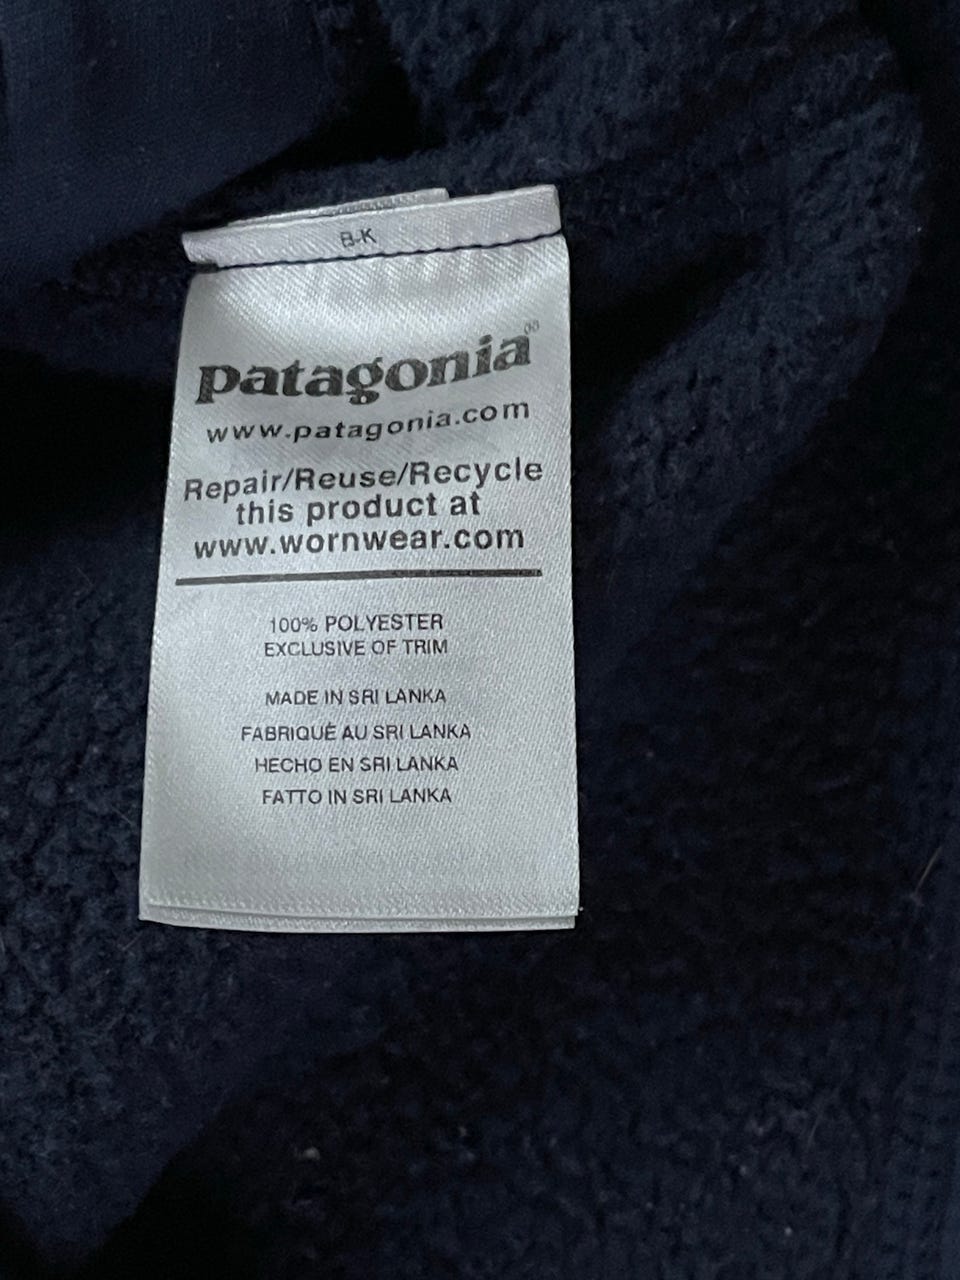 B-K
patagonia®
www.patagonia.com
Repair/Reuse/Recycle
this product at
www.wornwear.com
100% POLYESTER
EXCLUSIVE OF TRIM
MADE IN SRI LANKA
FABRIQUÉ AU SRI LANKA
HECHO EN SRI LANKA
FATTO IN SRI LANKA